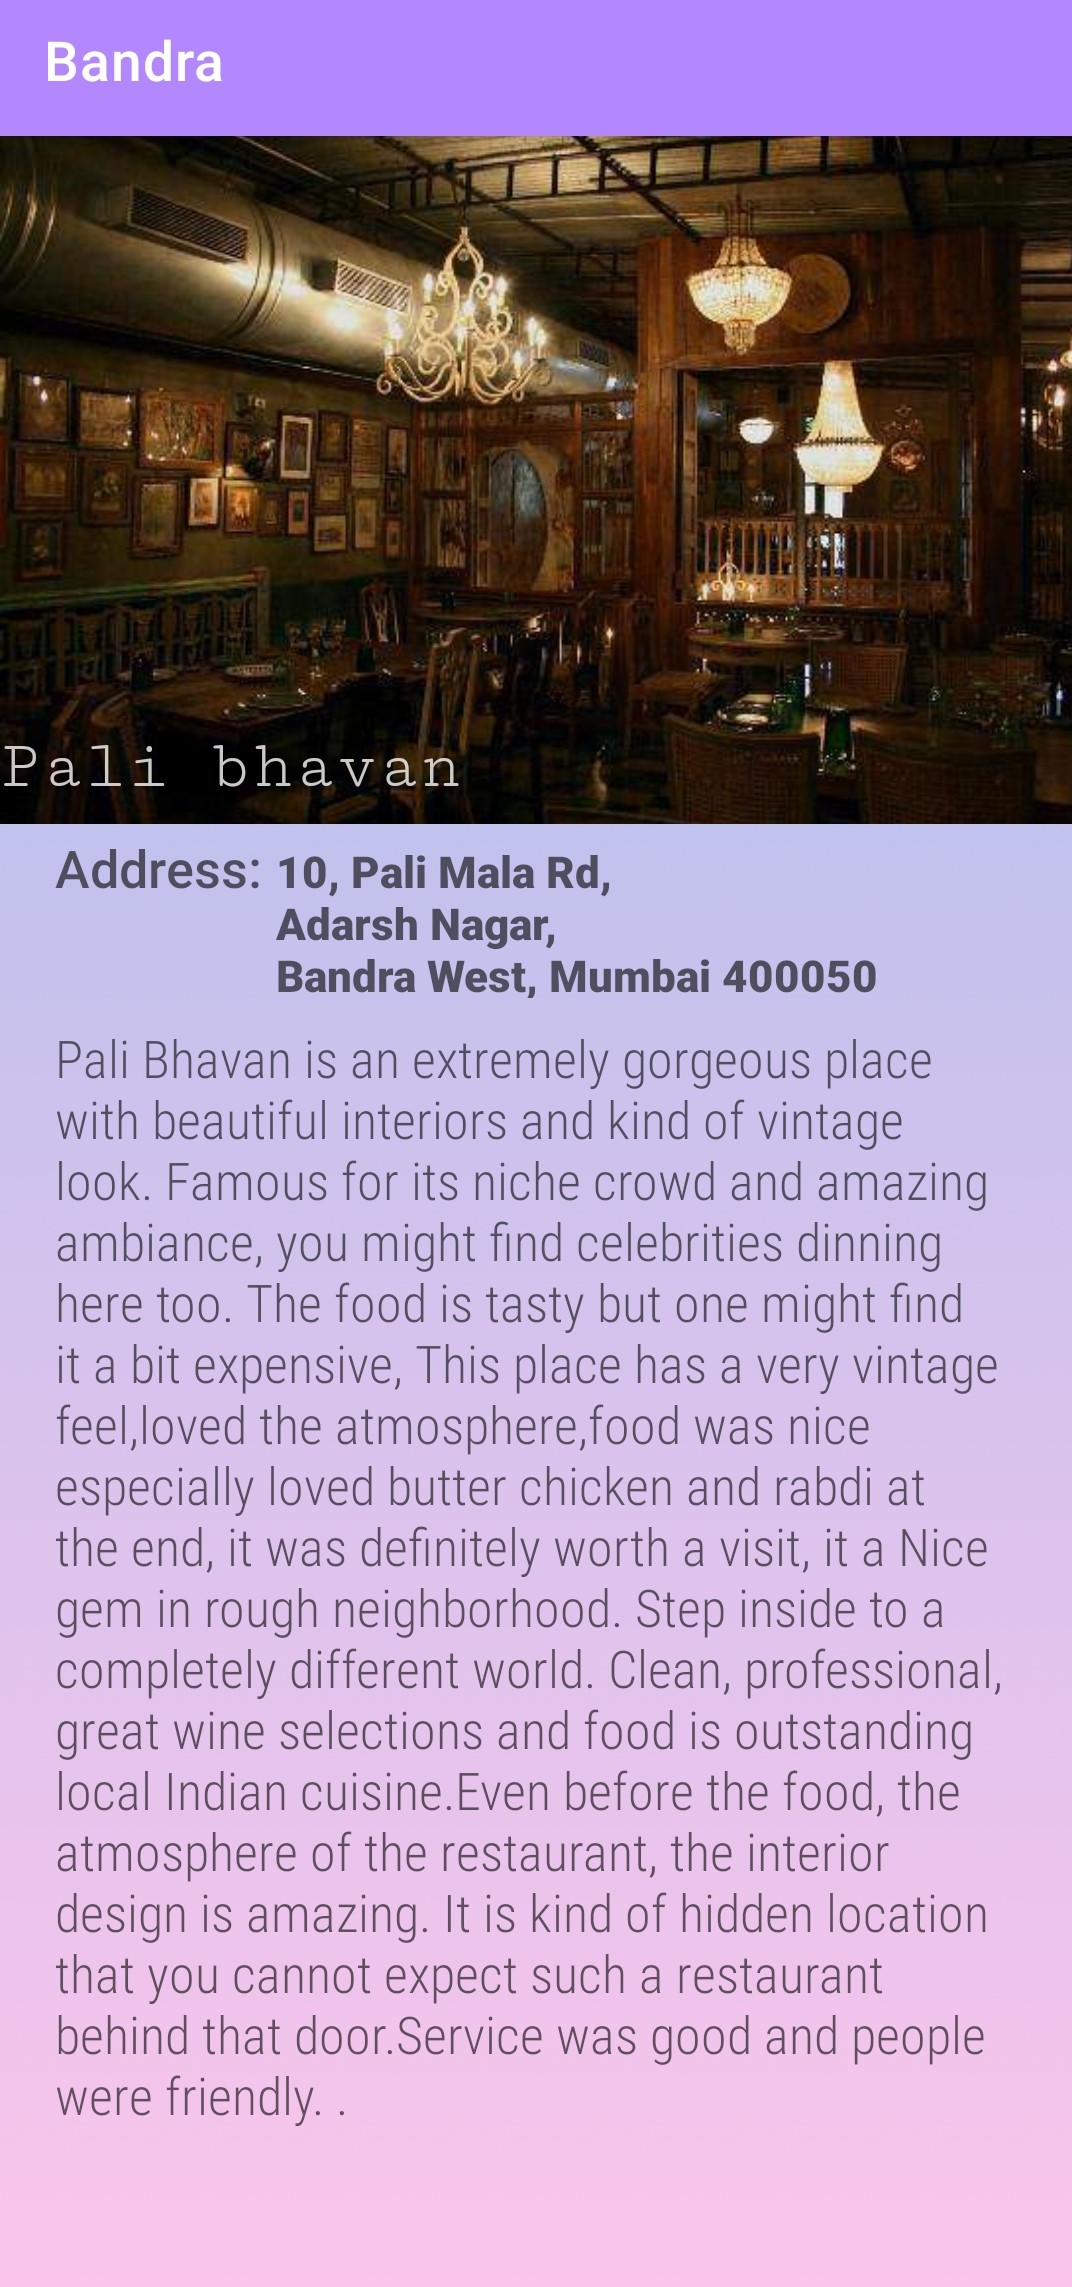 Bandra
Pali bhavan
Address: 10, Pali Mala Rd,
Adarsh Nagar,
Bandra West, Mumbai 400050
Pali Bhavan is an extremely gorgeous place
with beautiful interiors and kind of vintage
look. Famous for its niche crowd and amazing
ambiance, you might find celebrities dinning
here too. The food is tasty but one might find
it a bit expensive, This place has a very vintage
feel,loved the atmosphere,food was nice
especially loved butter chicken and rabdi at
the end, it was definitely worth a visit, it a Nice
gem in rough neighborhood. Step inside to a
completely different world. Clean, professional,
great wine selections and food is outstanding
local Indian cuisine.Even before the food, the
atmosphere of the restaurant, the interior
design is amazing. It is kind of hidden location
that you cannot expect such a restaurant
behind that door.Service was good and people
were friendly. .